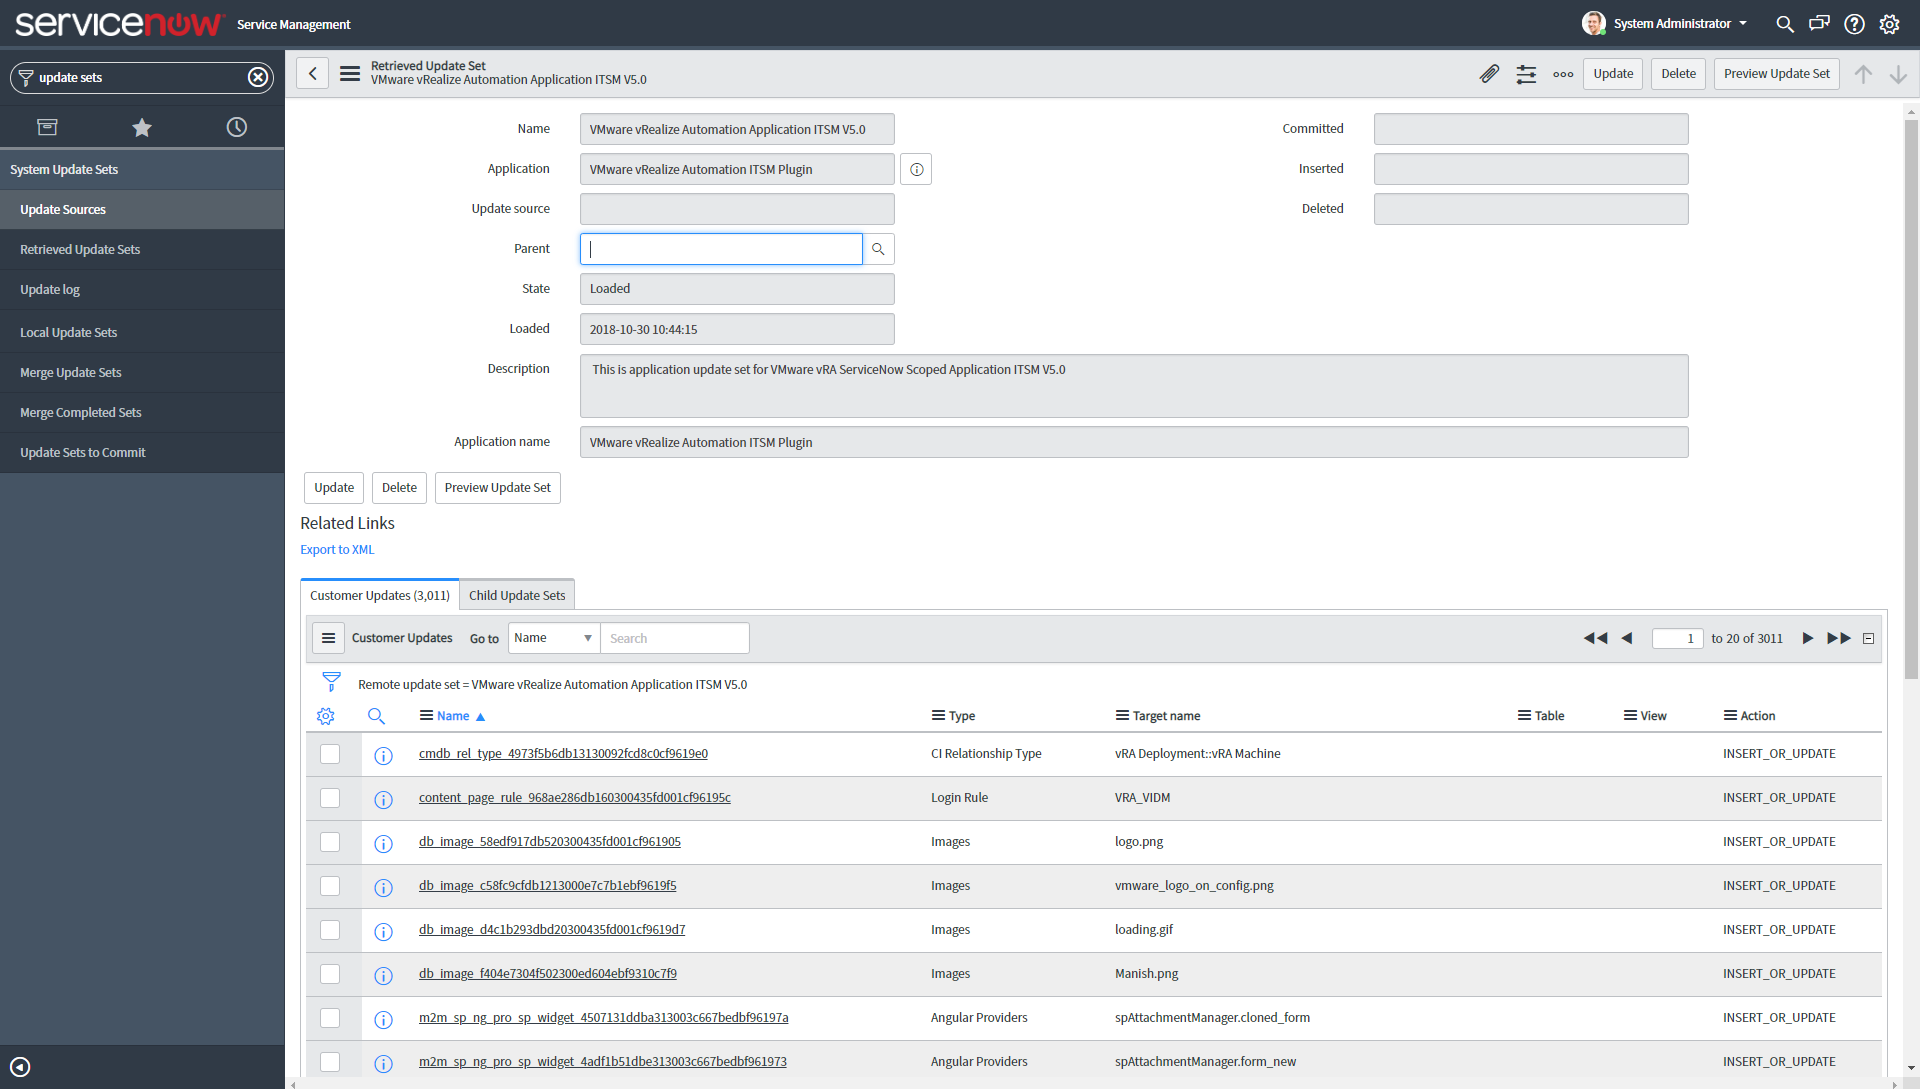 servicenow Service Management
System Administrator
update sets
System Update Sets
Update Sources
Retrieved Update Sets
Update log
Local Update Sets
Merge Update Sets
Merge Completed Sets
Update Sets to Commit
Retrieved Update Set
VMware vRealize Automation Application ITSM V5.0
Update Delete Preview Update Set
Name VMware vRealize Automation Application ITSM V5.0
Committed
Application VMware vRealize Automation ITSM Plugin
Inserted
Update source
Deleted
Parent
State Loaded
Loaded 2018-10-30 10:44:15
Description This is application update set for VMware vRA ServiceNow Scoped Application ITSM V5.0
Application name VMware vRealize Automation ITSM Plugin
Update Delete Preview Update Set
Related Links
Export to XML
Customer Updates (3,011) Child Update Sets
Customer Updates Go to Name Search 1 to 20 of 3011
Remote update set = VMware vRealize Automation Application ITSM V5.0
Name Type Target name Table View Action
cmdb_rel_type_4973f5b6db13130092fcd8c0cf9619e0 CI Relationship Type vRA Deployment::vRA Machine INSERT_OR_UPDATE
content_page_rule_968ae286db160300435fd001cf96195c Login Rule VRA_VIDM INSERT_OR_UPDATE
db_image_58edf917db520300435fd001cf961905 Images logo.png INSERT_OR_UPDATE
db_image_c58fc9cfdb1213000e7c7b1ebf9619f5 Images vmware_logo_on_config.png INSERT_OR_UPDATE
db_image_d4c1b293dbd20300435fd001cf9619d7 Images loading.gif INSERT_OR_UPDATE
db_image_f404e7304f502300ed604ebf9310c7f9 Images Manish.png INSERT_OR_UPDATE
m2m_sp_ng_pro_sp_widget_4507131ddba313003c667bedbf96197a Angular Providers spAttachmentManager.cloned_form INSERT_OR_UPDATE
m2m_sp_ng_pro_sp_widget_4adf1b51dbe313003c667bedbf961973 Angular Providers spAttachmentManager.form_new INSERT_OR_UPDATE